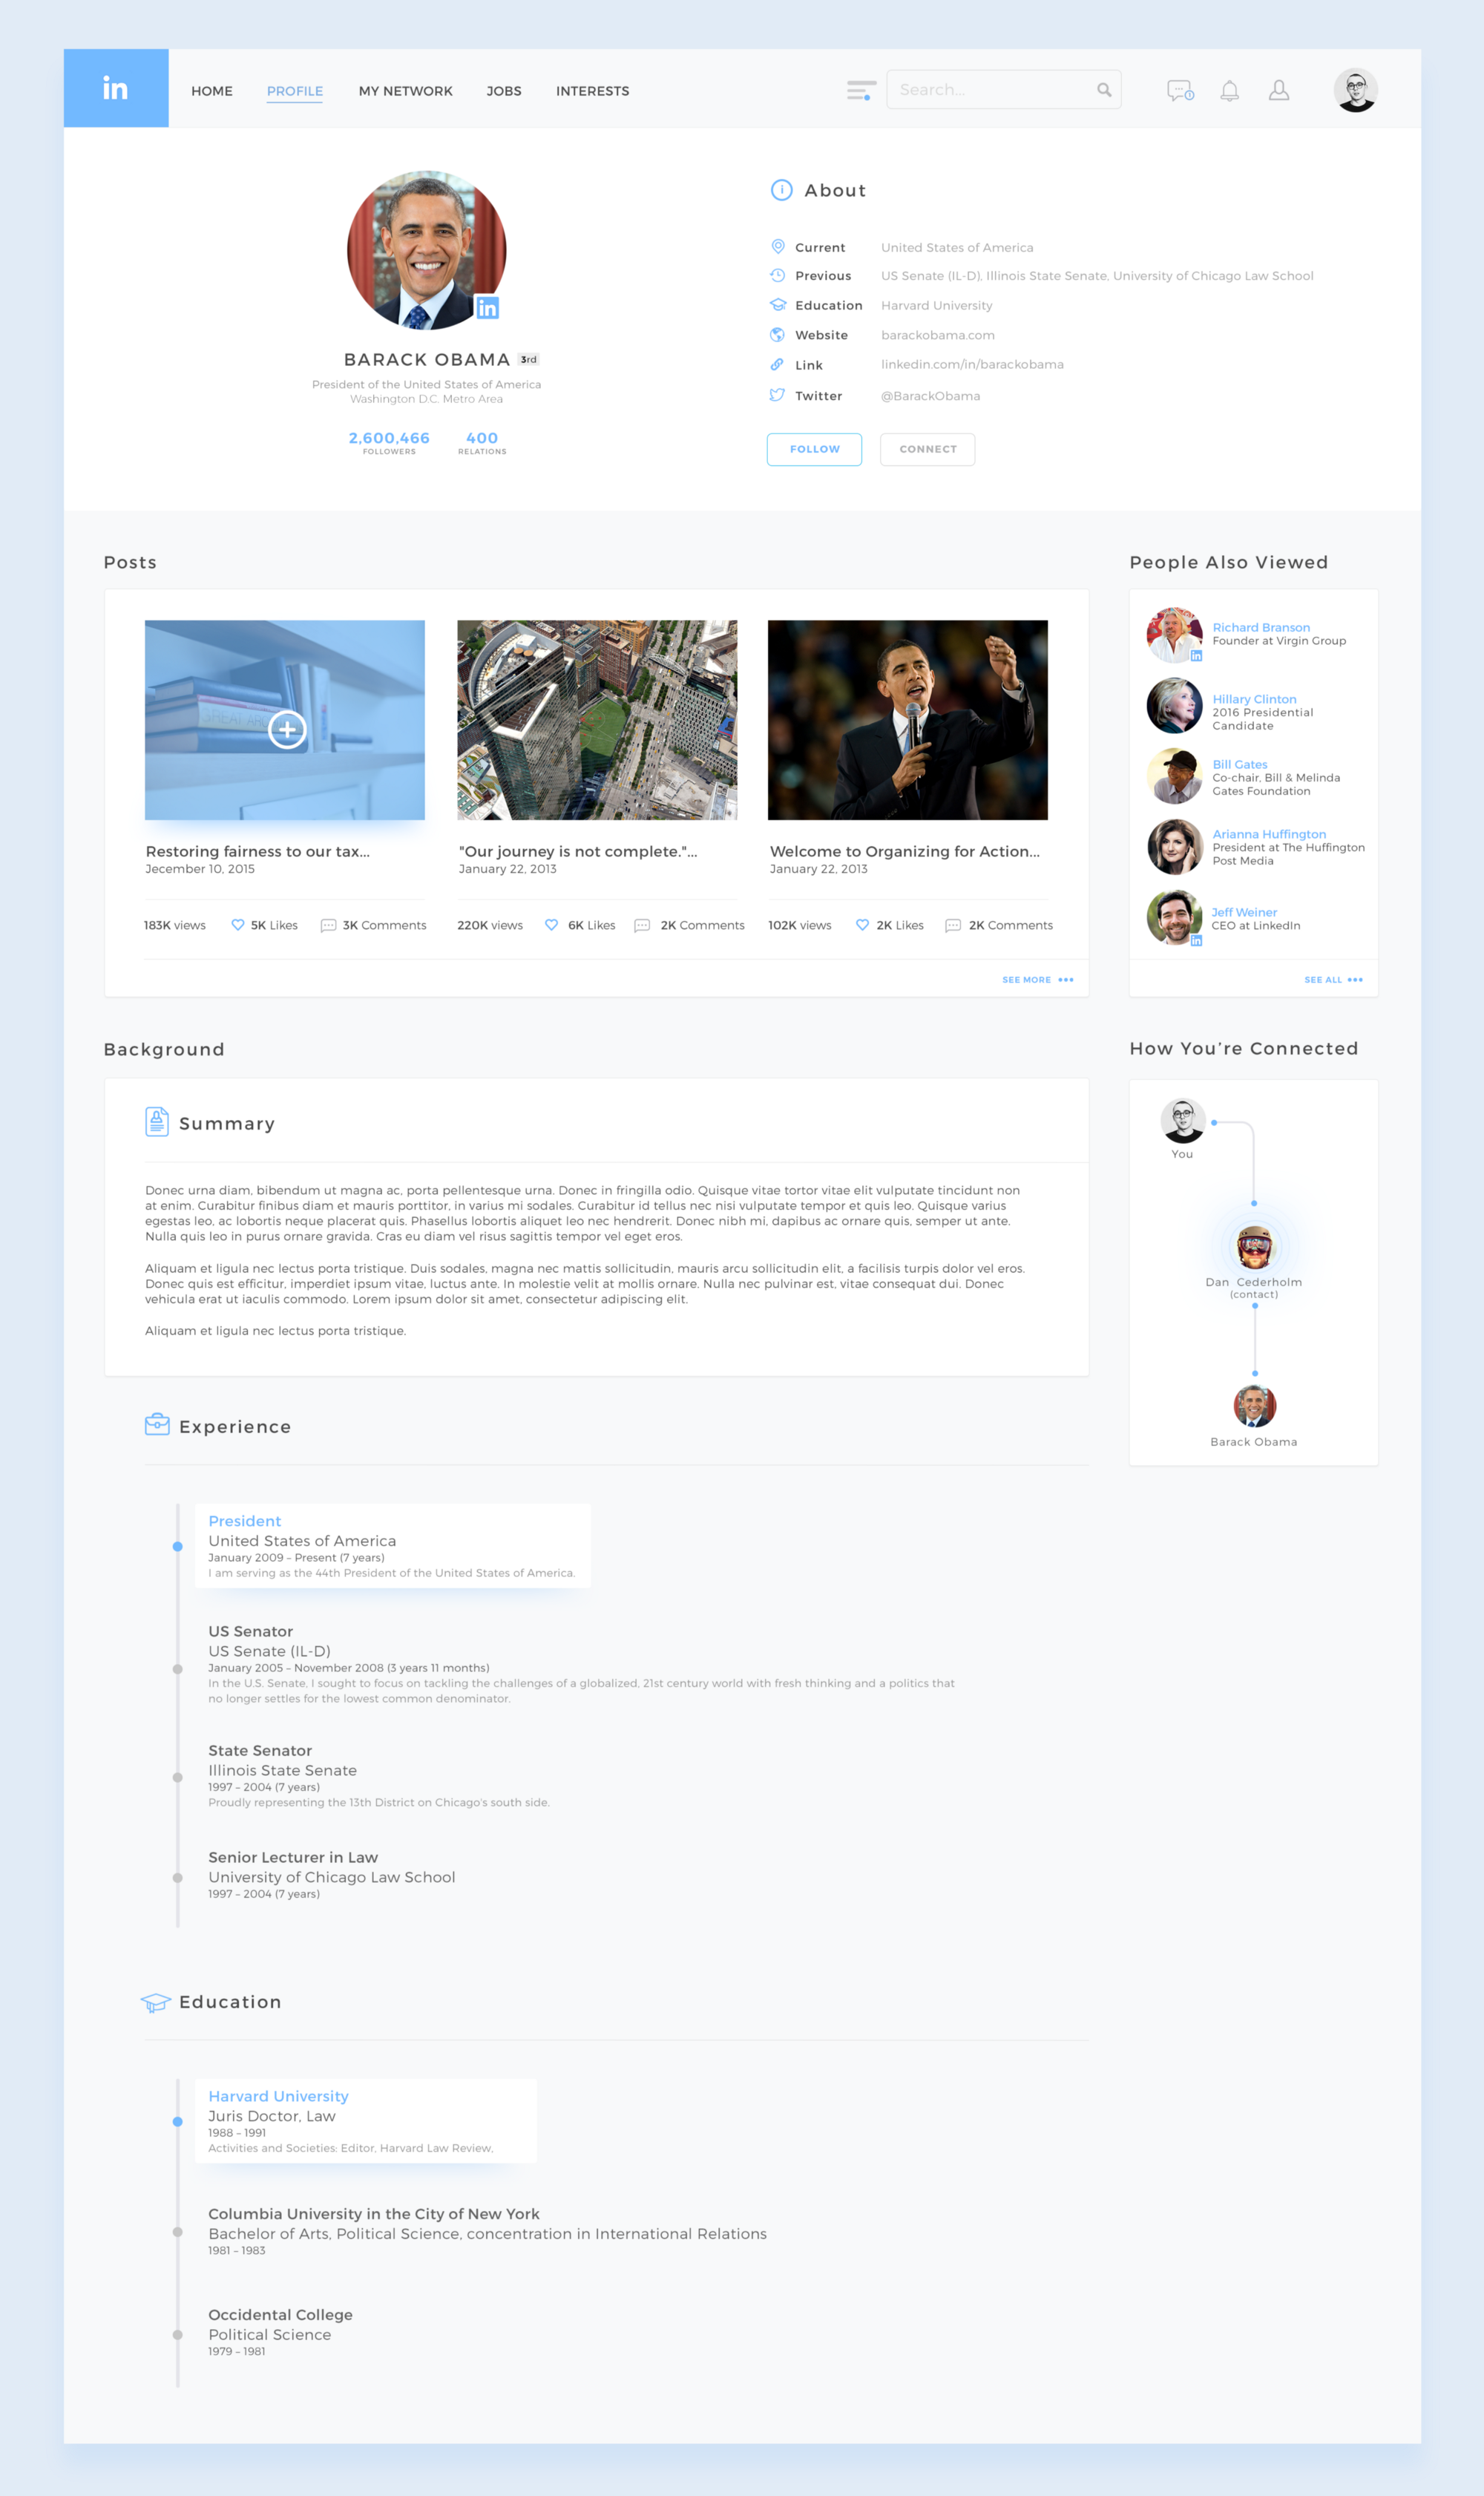 in
HOME PROFILE MY NETWORK JOBS INTERESTS
Search...
BARACK OBAMA 3rd
President of the United States of America
Washington D.C. Metro Area
2,600,466 400
FOLLOWERS RELATIONS
in
About
Current United States of America
Previous US Senate (IL-D), Illinois State Senate, University of Chicago Law School
Education Harvard University
Website barackobama.com
Link linkedin.com/in/barackobama
Twitter @BarackObama
FOLLOW CONNECT
Posts
GREAT
Restoring fairness to our tax...
Jecember 10, 2015
183K views 5K Likes 3K Comments
"Our journey is not complete."...
January 22, 2013
220K views 6K Likes 2K Comments
Welcome to Organizing for Action...
January 22, 2013
102K views 2K Likes 2K Comments
SEE MORE
People Also Viewed
Richard Branson
Founder at Virgin Group
in
Hillary Clinton
2016 Presidential
Candidate
Bill Gates
Co-chair, Bill & Melinda
Gates Foundation
Arianna Huffington
President at The Huffington
Post Media
Jeff Weiner
CEO at LinkedIn
in
SEE ALL
Background
Summary
Donec urna diam, bibendum ut magna ac, porta pellentesque urna. Donec in fringilla odio. Quisque vitae tortor vitae elit vulputate tincidunt non
at enim. Curabitur finibus diam et mauris porttitor, in varius mi sodales. Curabitur id tellus nec nisi vulputate tempor et quis leo. Quisque varius
egestas leo, ac lobortis neque placerat quis. Phasellus lobortis aliquet leo nec hendrerit. Donec nibh mi, dapibus ac ornare quis, semper ut ante.
Nulla quis leo in purus ornare gravida. Cras eu diam vel risus sagittis tempor vel eget eros.
Aliquam et ligula nec lectus porta tristique. Duis sodales, magna nec mattis sollicitudin, mauris arcu sollicitudin elit, a facilisis turpis dolor vel eros.
Donec quis est efficitur, imperdiet ipsum vitae, luctus ante. In molestie velit at mollis ornare. Nulla nec pulvinar est, vitae consequat dui. Donec
vehicula erat ut iaculis commodo. Lorem ipsum dolor sit amet, consectetur adipiscing elit.
Aliquam et ligula nec lectus porta tristique.
How You're Connected
You
Dan Cederholm
(contact)
Barack Obama
Experience
President
United States of America
January 2009 – Present (7 years)
I am serving as the 44th President of the United States of America.
US Senator
US Senate (IL-D)
January 2005 – November 2008 (3 years 11 months)
In the U.S. Senate, I sought to focus on tackling the challenges of a globalized, 21st century world with fresh thinking and a politics that
no longer settles for the lowest common denominator.
State Senator
Illinois State Senate
1997 – 2004 (7 years)
Proudly representing the 13th District on Chicago's south side.
Senior Lecturer in Law
University of Chicago Law School
1997 – 2004 (7 years)
Education
Harvard University
Juris Doctor, Law
1988 – 1991
Activities and Societies: Editor, Harvard Law Review,
Columbia University in the City of New York
Bachelor of Arts, Political Science, concentration in International Relations
1981 – 1983
Occidental College
Political Science
1979 – 1981